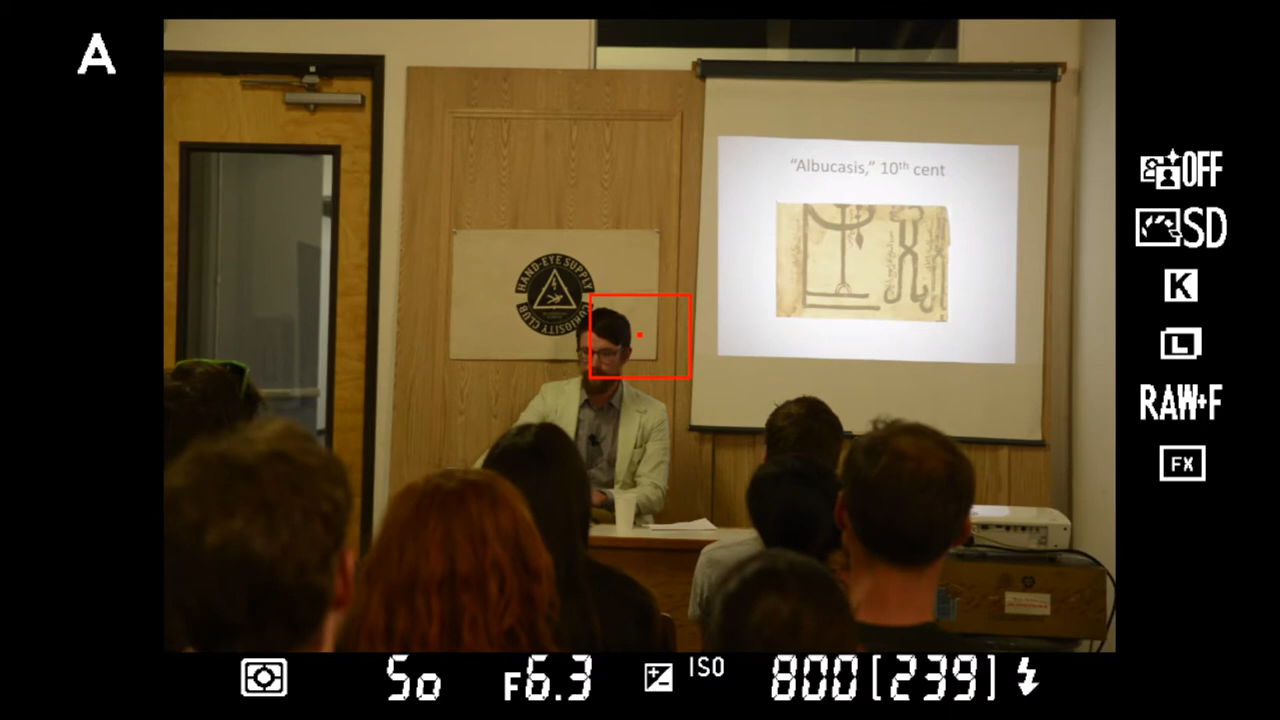 A
OFF
SD
K
L
RAW+F
FX
"Albucasis," 10th cent
HAND-EYE SUPPLY
CURIOSITY CLUB
50 F6.3 ISO 800 [239]